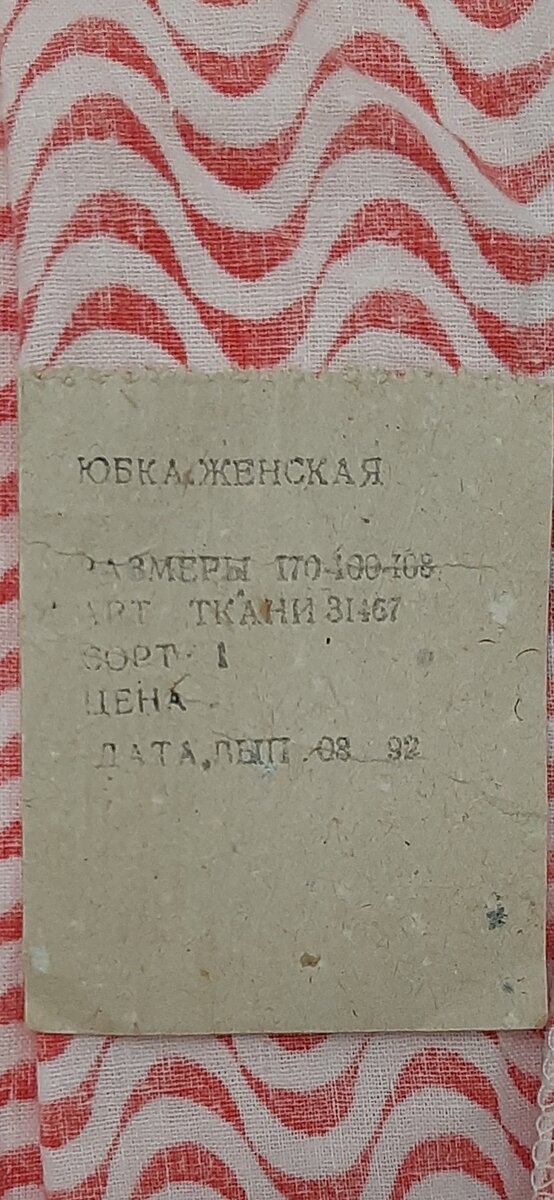 ЮБКА ЖЕНСКАЯ
РАЗМЕРЫ 170-100-108
АРТ ТКАНИ 31467
СОРТ 1
ЦЕНА
ДАТА ВЫП. 08 92